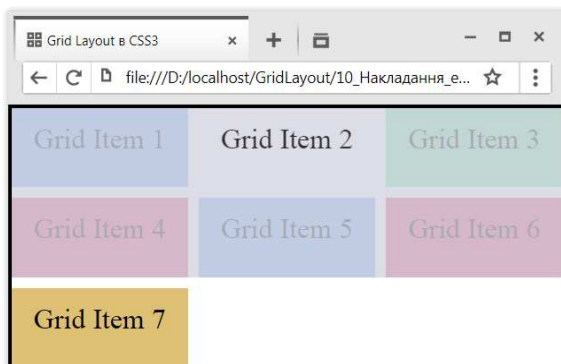 Grid Layout в CSS3
file:///D:/localhost/GridLayout/10_Накладання_е...
Grid Item 1 Grid Item 2 Grid Item 3
Grid Item 4 Grid Item 5 Grid Item 6
Grid Item 7